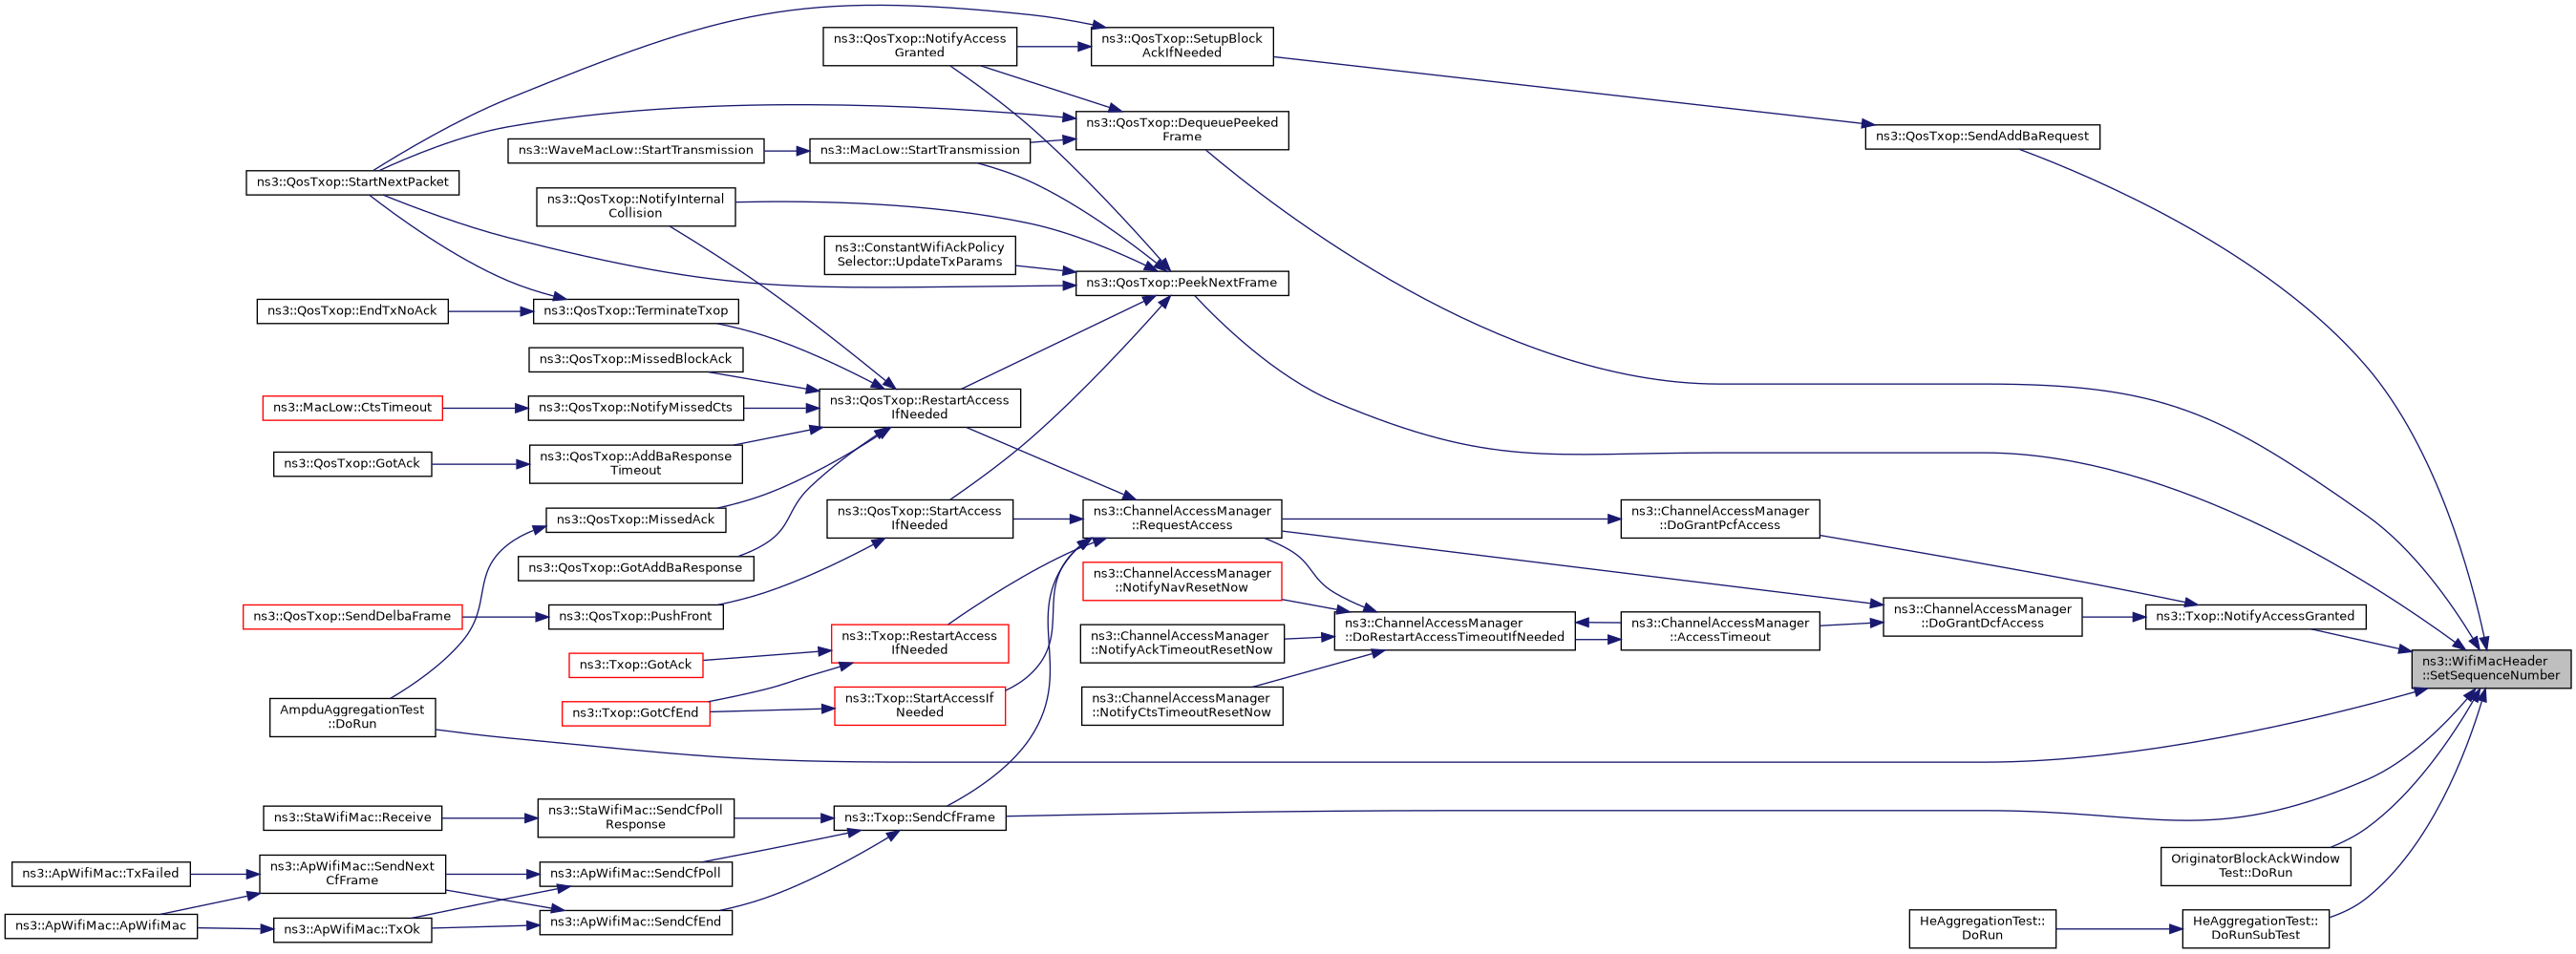 ns3::QosTxop::NotifyAccess
Granted
ns3::QosTxop::SetupBlock
AckIfNeeded
ns3::QosTxop::DequeuePeeked
Frame
ns3::QosTxop::SendAddBaRequest
ns3::WaveMacLow::StartTransmission
ns3::MacLow::StartTransmission
ns3::QosTxop::StartNextPacket
ns3::QosTxop::NotifyInternal
Collision
ns3::ConstantWifiAckPolicy
Selector::UpdateTxParams
ns3::QosTxop::PeekNextFrame
ns3::QosTxop::EndTxNoAck
ns3::QosTxop::TerminateTxop
ns3::QosTxop::MissedBlockAck
ns3::MacLow::CtsTimeout
ns3::QosTxop::NotifyMissedCts
ns3::QosTxop::RestartAccess
IfNeeded
ns3::QosTxop::GotAck
ns3::QosTxop::AddBaResponse
Timeout
ns3::QosTxop::MissedAck
ns3::QosTxop::StartAccess
IfNeeded
ns3::ChannelAccessManager
::RequestAccess
ns3::ChannelAccessManager
::DoGrantPcfAccess
ns3::QosTxop::GotAddBaResponse
ns3::ChannelAccessManager
::NotifyNavResetNow
ns3::QosTxop::SendDelbaFrame
ns3::QosTxop::PushFront
ns3::Txop::RestartAccess
IfNeeded
ns3::ChannelAccessManager
::NotifyAckTimeoutResetNow
ns3::ChannelAccessManager
::DoRestartAccessTimeoutIfNeeded
ns3::ChannelAccessManager
::AccessTimeout
ns3::ChannelAccessManager
::DoGrantDcfAccess
ns3::Txop::NotifyAccessGranted
ns3::WifiMacHeader
::SetSequenceNumber
ns3::Txop::GotAck
ns3::Txop::GotCfEnd
ns3::Txop::StartAccessIf
Needed
ns3::ChannelAccessManager
::NotifyCtsTimeoutResetNow
AmpduAggregationTest
::DoRun
ns3::StaWifiMac::Receive
ns3::StaWifiMac::SendCfPoll
Response
ns3::Txop::SendCfFrame
ns3::ApWifiMac::TxFailed
ns3::ApWifiMac::SendNext
CfFrame
ns3::ApWifiMac::SendCfPoll
OriginatorBlockAckWindow
Test::DoRun
ns3::ApWifiMac::ApWifiMac
ns3::ApWifiMac::TxOk
ns3::ApWifiMac::SendCfEnd
HeAggregationTest::
DoRun
HeAggregationTest::
DoRunSubTest